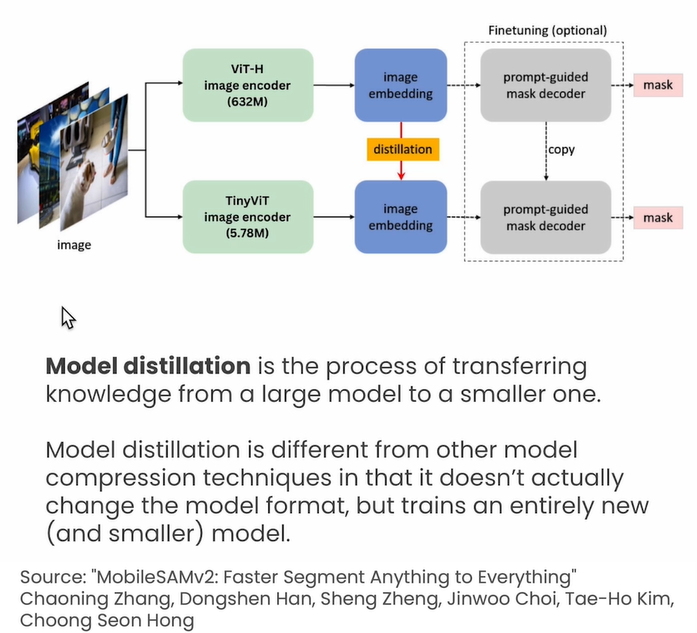 Finetuning (optional)
ViT-H
image encoder
(632M)
image
embedding
prompt-guided
mask decoder
mask
distillation
copy
TinyViT
image encoder
(5.78M)
image
embedding
prompt-guided
mask decoder
mask
image
Model distillation is the process of transferring
knowledge from a large model to a smaller one.
Model distillation is different from other model
compression techniques in that it doesn’t actually
change the model format, but trains an entirely new
(and smaller) model.
Source: "MobileSAMv2: Faster Segment Anything to Everything"
Chaoning Zhang, Dongshen Han, Sheng Zheng, Jinwoo Choi, Tae-Ho Kim,
Choong Seon Hong